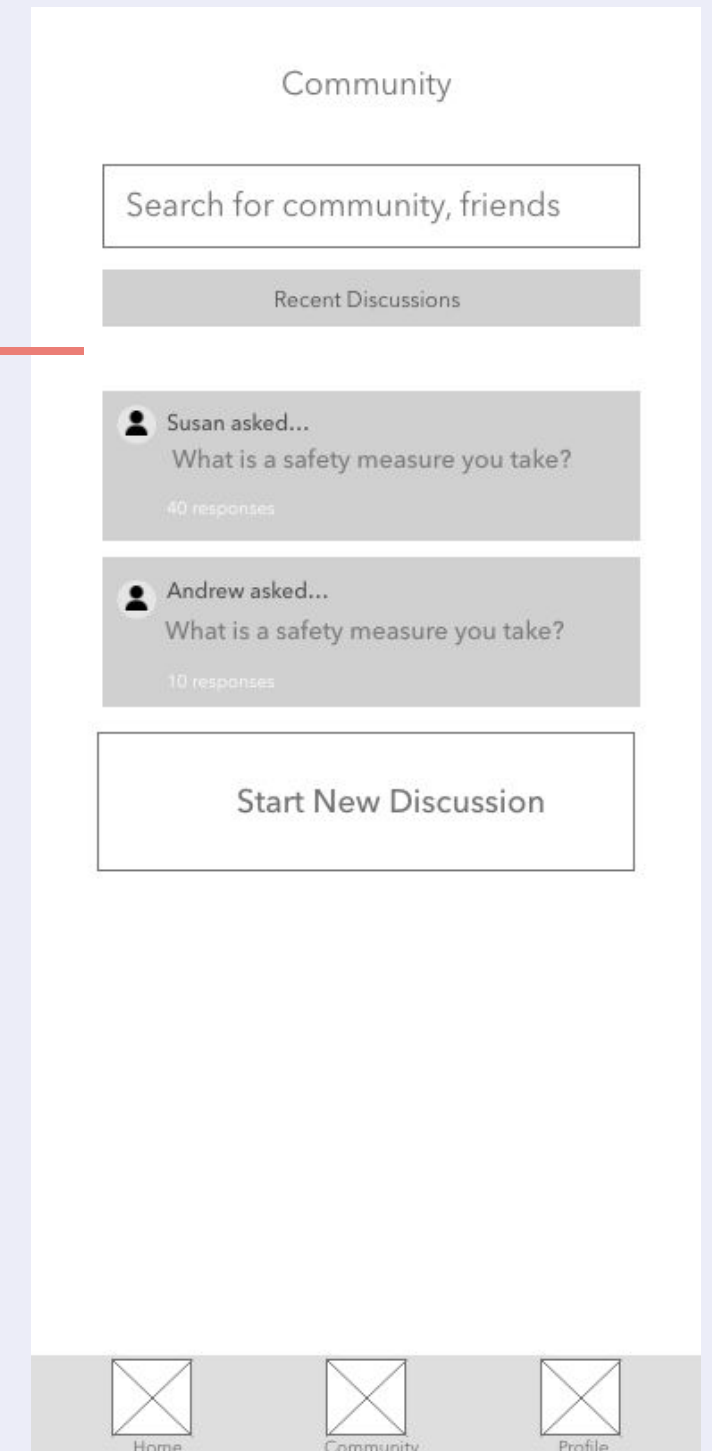 Community
Search for community, friends
Recent Discussions
Susan asked...
What is a safety measure you take?
40 responses
Andrew asked...
What is a safety measure you take?
10 responses
Start New Discussion
Home
Community
Profile